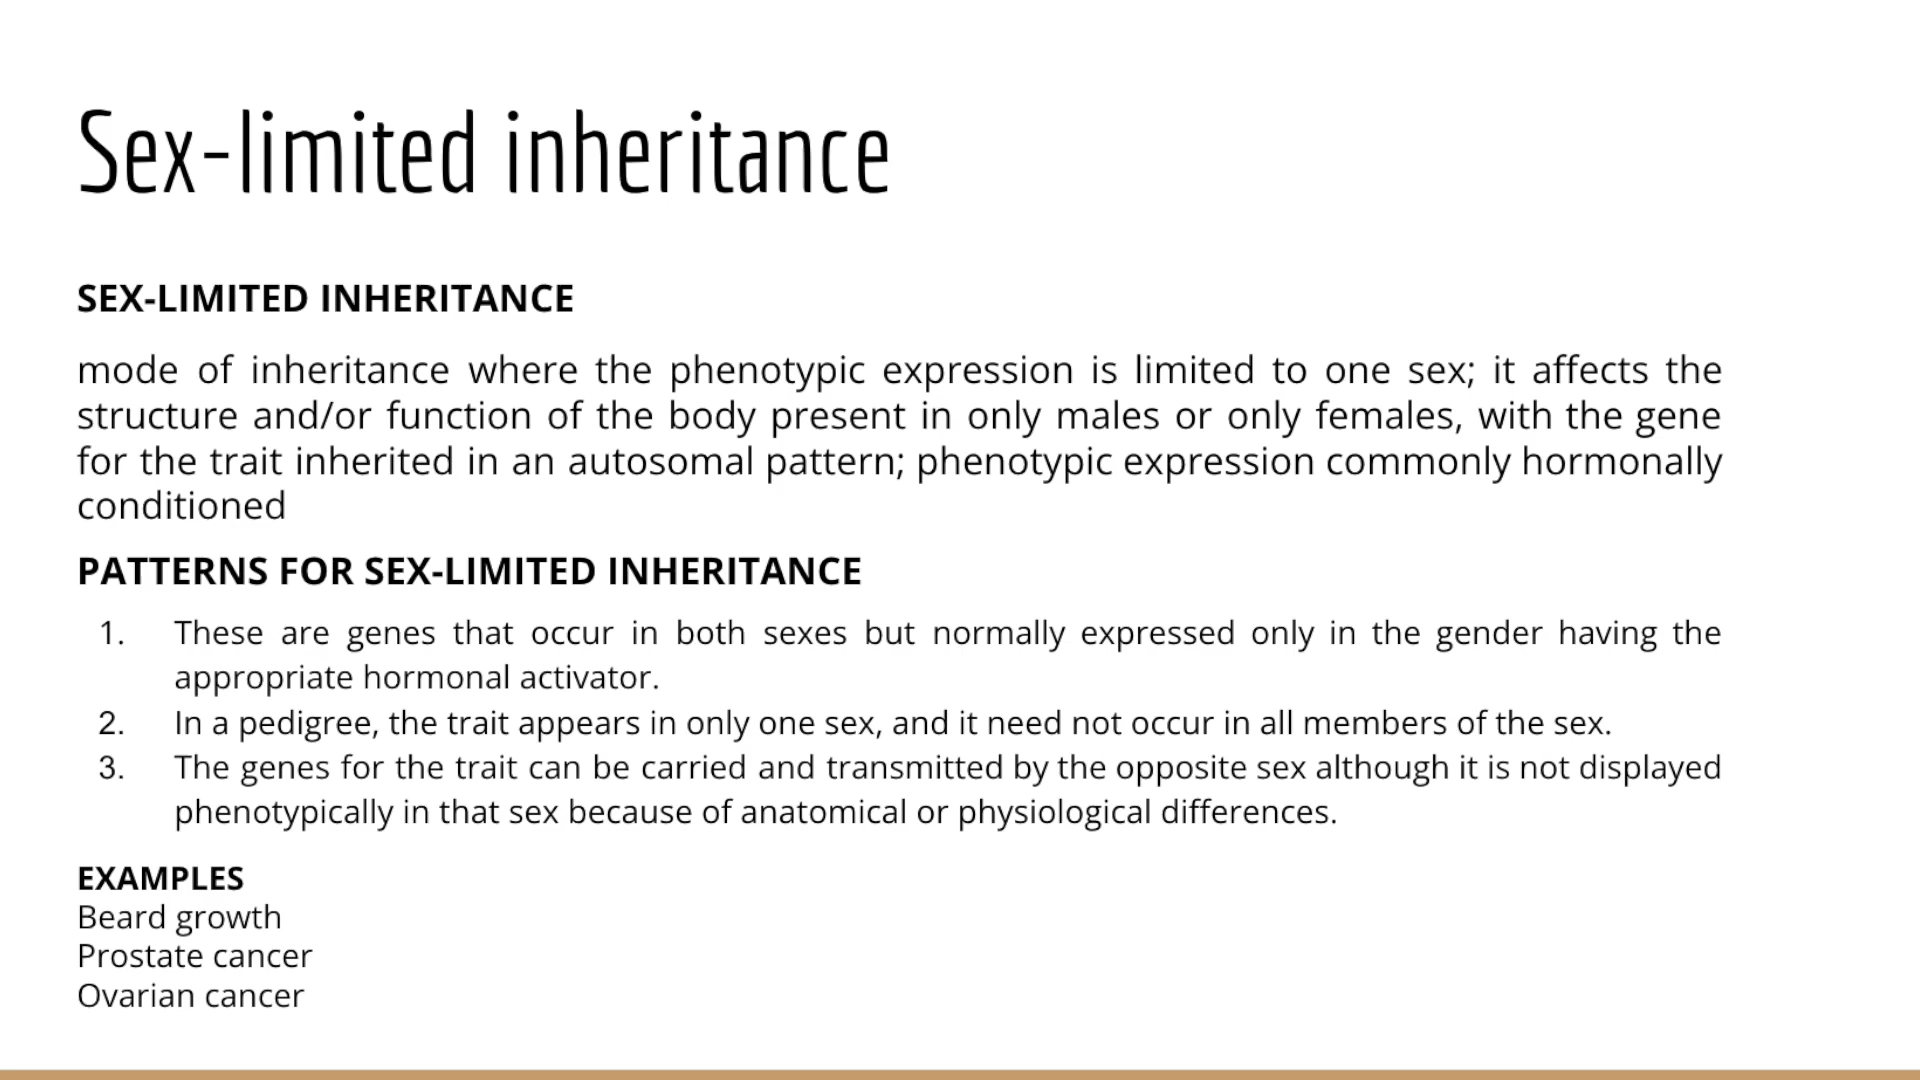 Sex-limited inheritance
SEX-LIMITED INHERITANCE
mode of inheritance where the phenotypic expression is limited to one sex; it affects the
structure and/or function of the body present in only males or only females, with the gene
for the trait inherited in an autosomal pattern; phenotypic expression commonly hormonally
conditioned
PATTERNS FOR SEX-LIMITED INHERITANCE
1. These are genes that occur in both sexes but normally expressed only in the gender having the
appropriate hormonal activator.
2. In a pedigree, the trait appears in only one sex, and it need not occur in all members of the sex.
3. The genes for the trait can be carried and transmitted by the opposite sex although it is not displayed
phenotypically in that sex because of anatomical or physiological differences.
EXAMPLES
Beard growth
Prostate cancer
Ovarian cancer